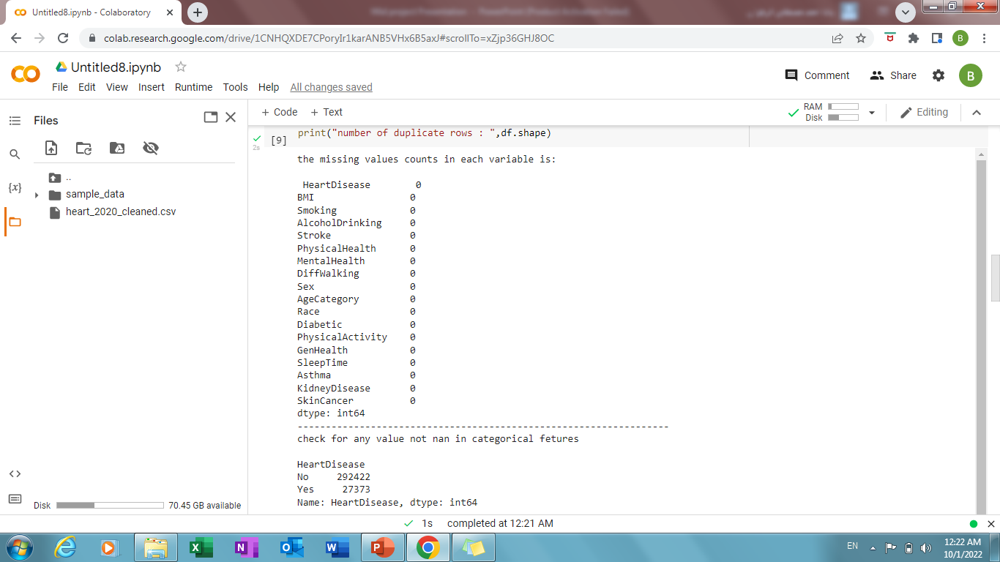 Untitled8.ipynb - Colaboratory
colab.research.google.com/drive/1CNHQXDE7CPoryIr1karANB5VHx6B5axJ#scrollTo=xZjp36GHJ8OC
B
Untitled8.ipynb
File Edit View Insert Runtime Tools Help All changes saved
Comment Share B
Files
+ Code + Text
RAM
Disk
Editing
..
sample_data
heart_2020_cleaned.csv
{x}
[9]
2s
print("number of duplicate rows : ",df.shape)
the missing values counts in each variable is:
HeartDisease 0
BMI 0
Smoking 0
AlcoholDrinking 0
Stroke 0
PhysicalHealth 0
MentalHealth 0
DiffWalking 0
Sex 0
AgeCategory 0
Race 0
Diabetic 0
PhysicalActivity 0
GenHealth 0
SleepTime 0
Asthma 0
KidneyDisease 0
SkinCancer 0
dtype: int64
------------------------------------------------------------------
check for any value not nan in categorical fetures
HeartDisease
No 292422
Yes 27373
Name: HeartDisease, dtype: int64
Disk 70.45 GB available
1s completed at 12:21 AM
EN
12:22 AM
10/1/2022